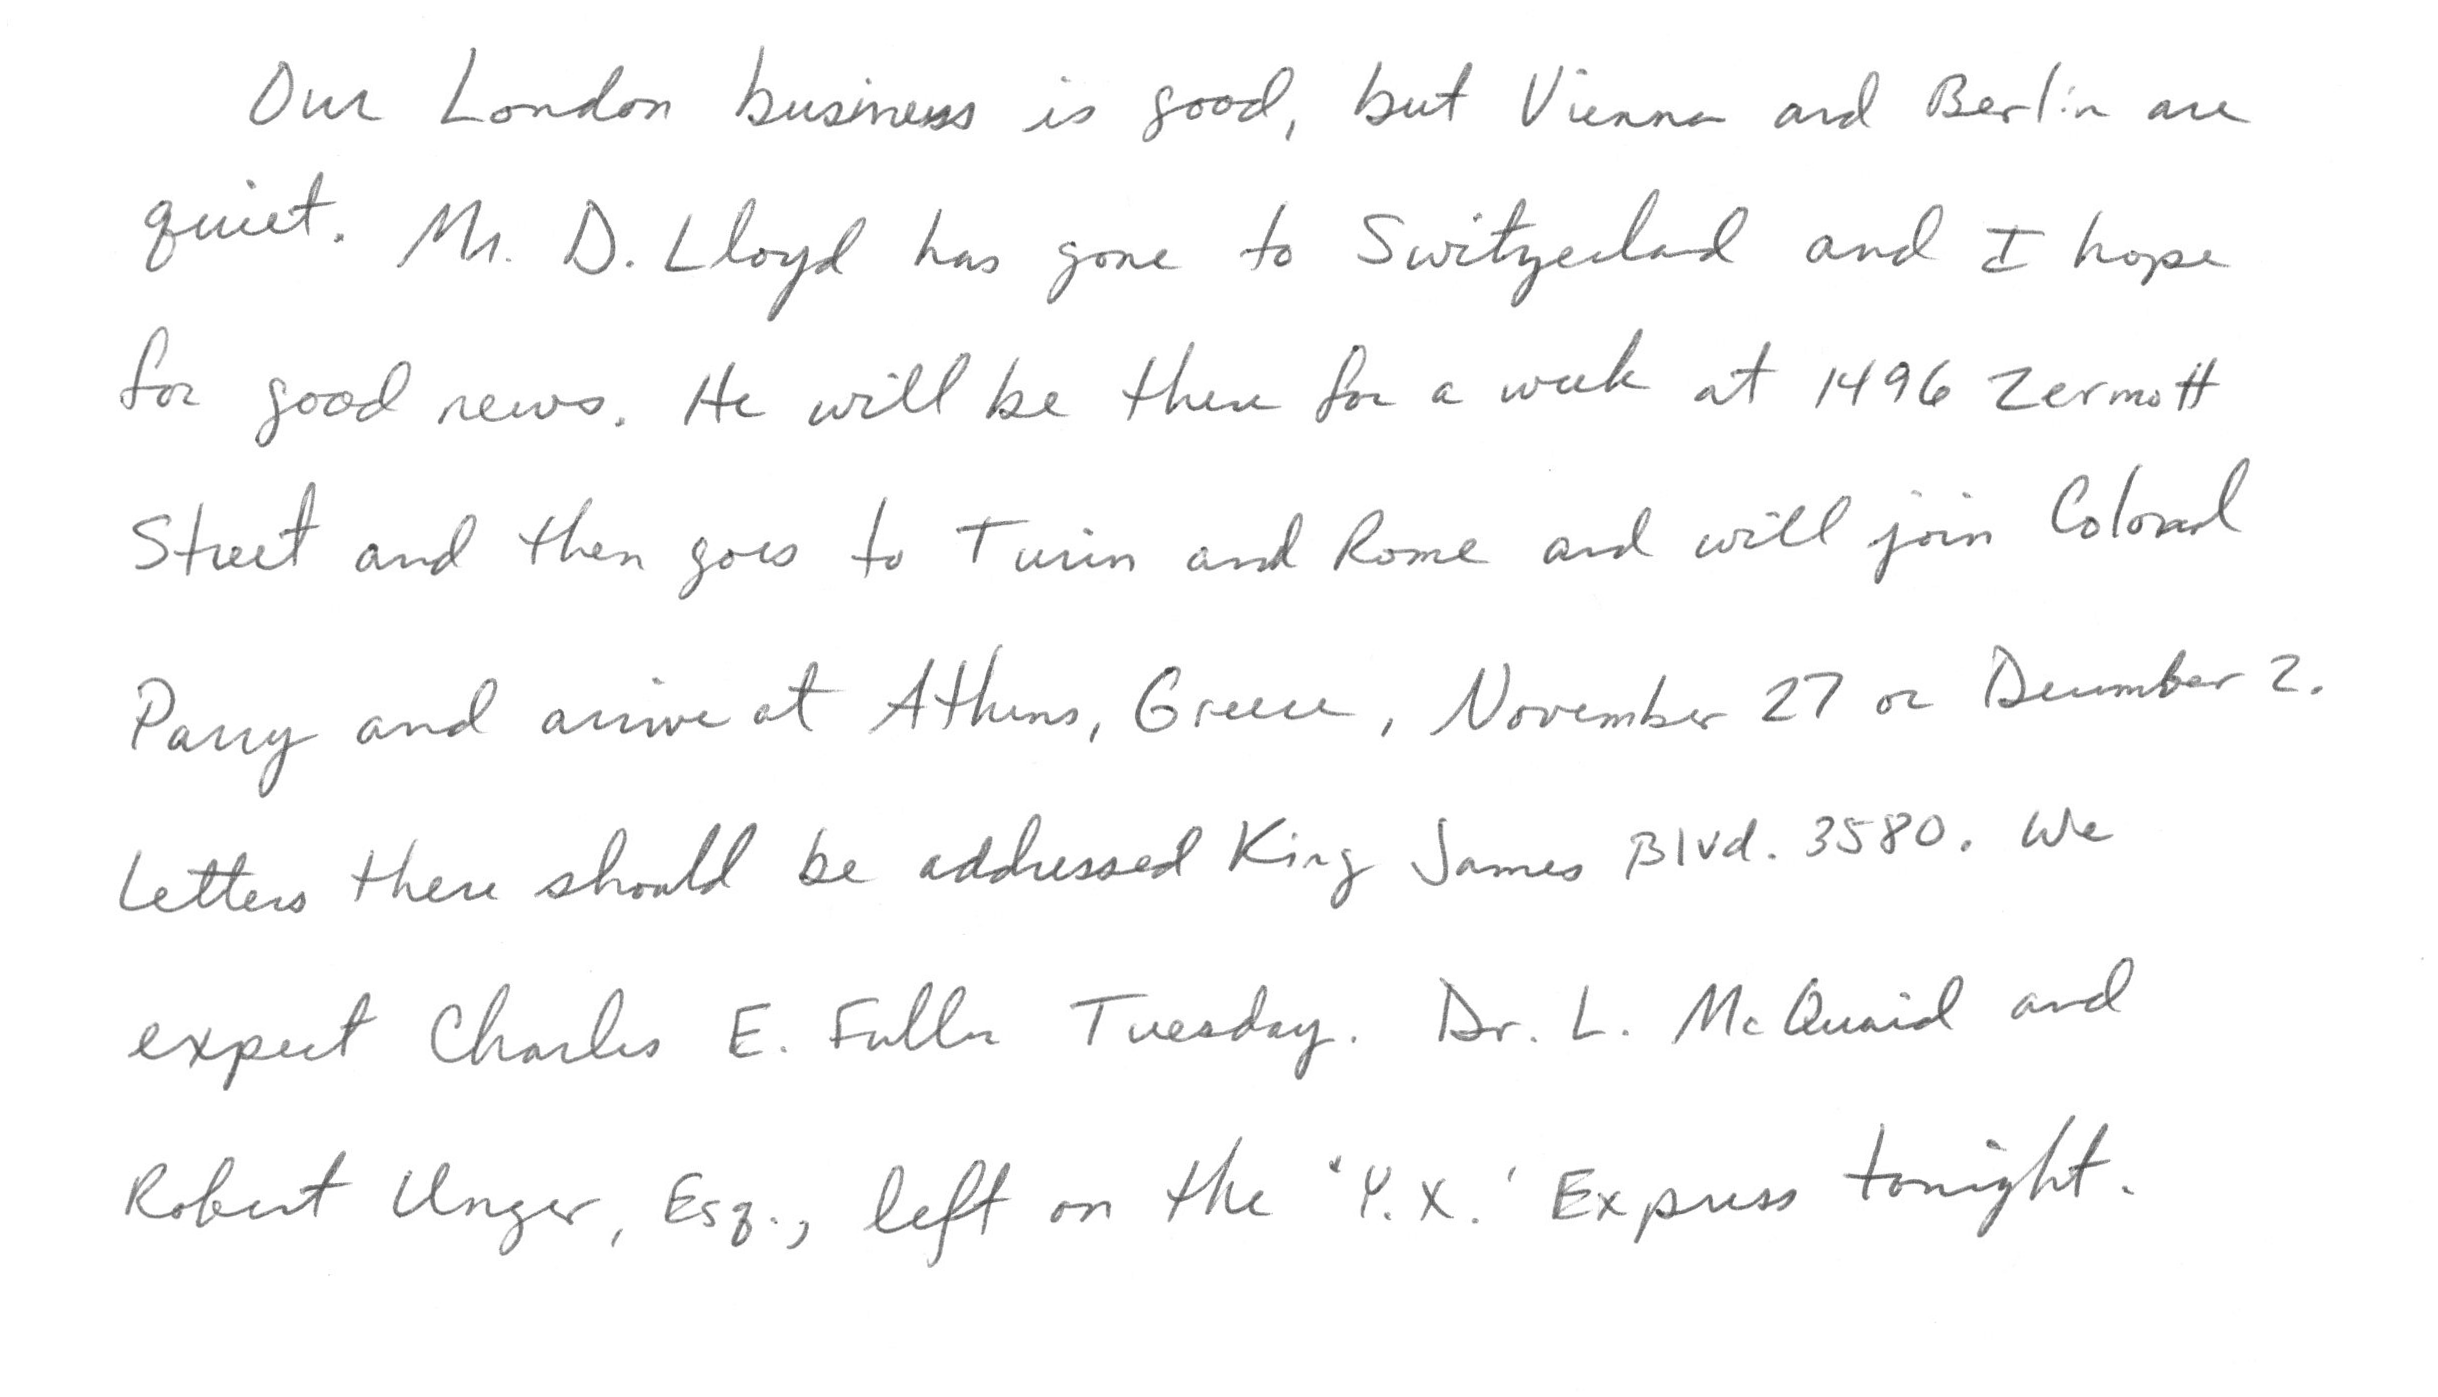 Our London business is good, but Vienna and Berlin are
quiet. Mr. D. Lloyd has gone to Switzerland and I hope
for good news. He will be there for a week at 1496 Zermott
Street and then goes to Turin and Rome and will join Colonel
Parry and arrive at Athens, Greece, November 27 or December 2.
Letters there should be addressed King James Blvd. 3580. We
expect Charles E. Fuller Tuesday. Dr. L. McQuaid and
Robert Unger, Esq., left on the 'Y.X.' Express tonight.